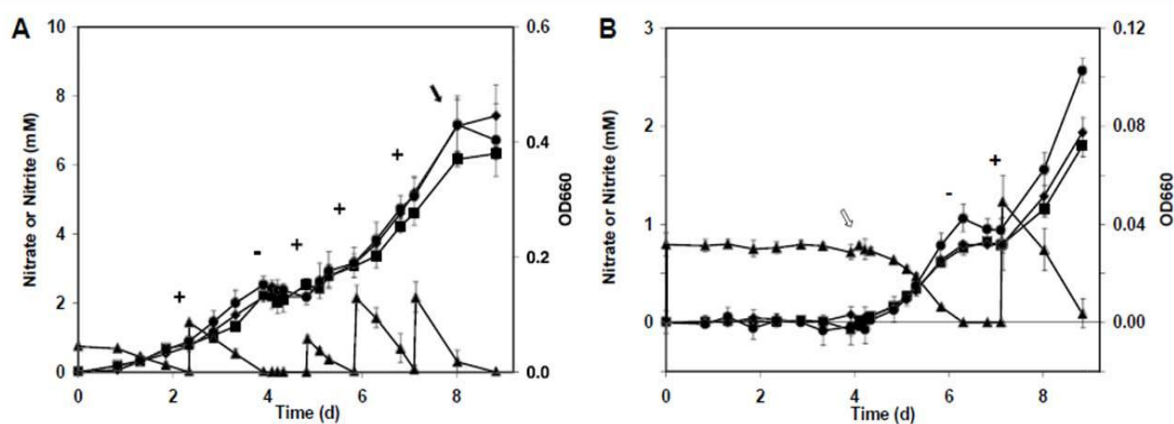 A
Nitrate or Nitrite (mM)
10
8
6
4
2
0
+
-
+
+
+
0.6
0.4
0.2
0.0
OD660
0 2 4 6 8
Time (d)
B
Nitrate or Nitrite (mM)
3
2
1
0
-
+
0.12
0.08
0.04
0.00
OD660
0 2 4 6 8
Time (d)